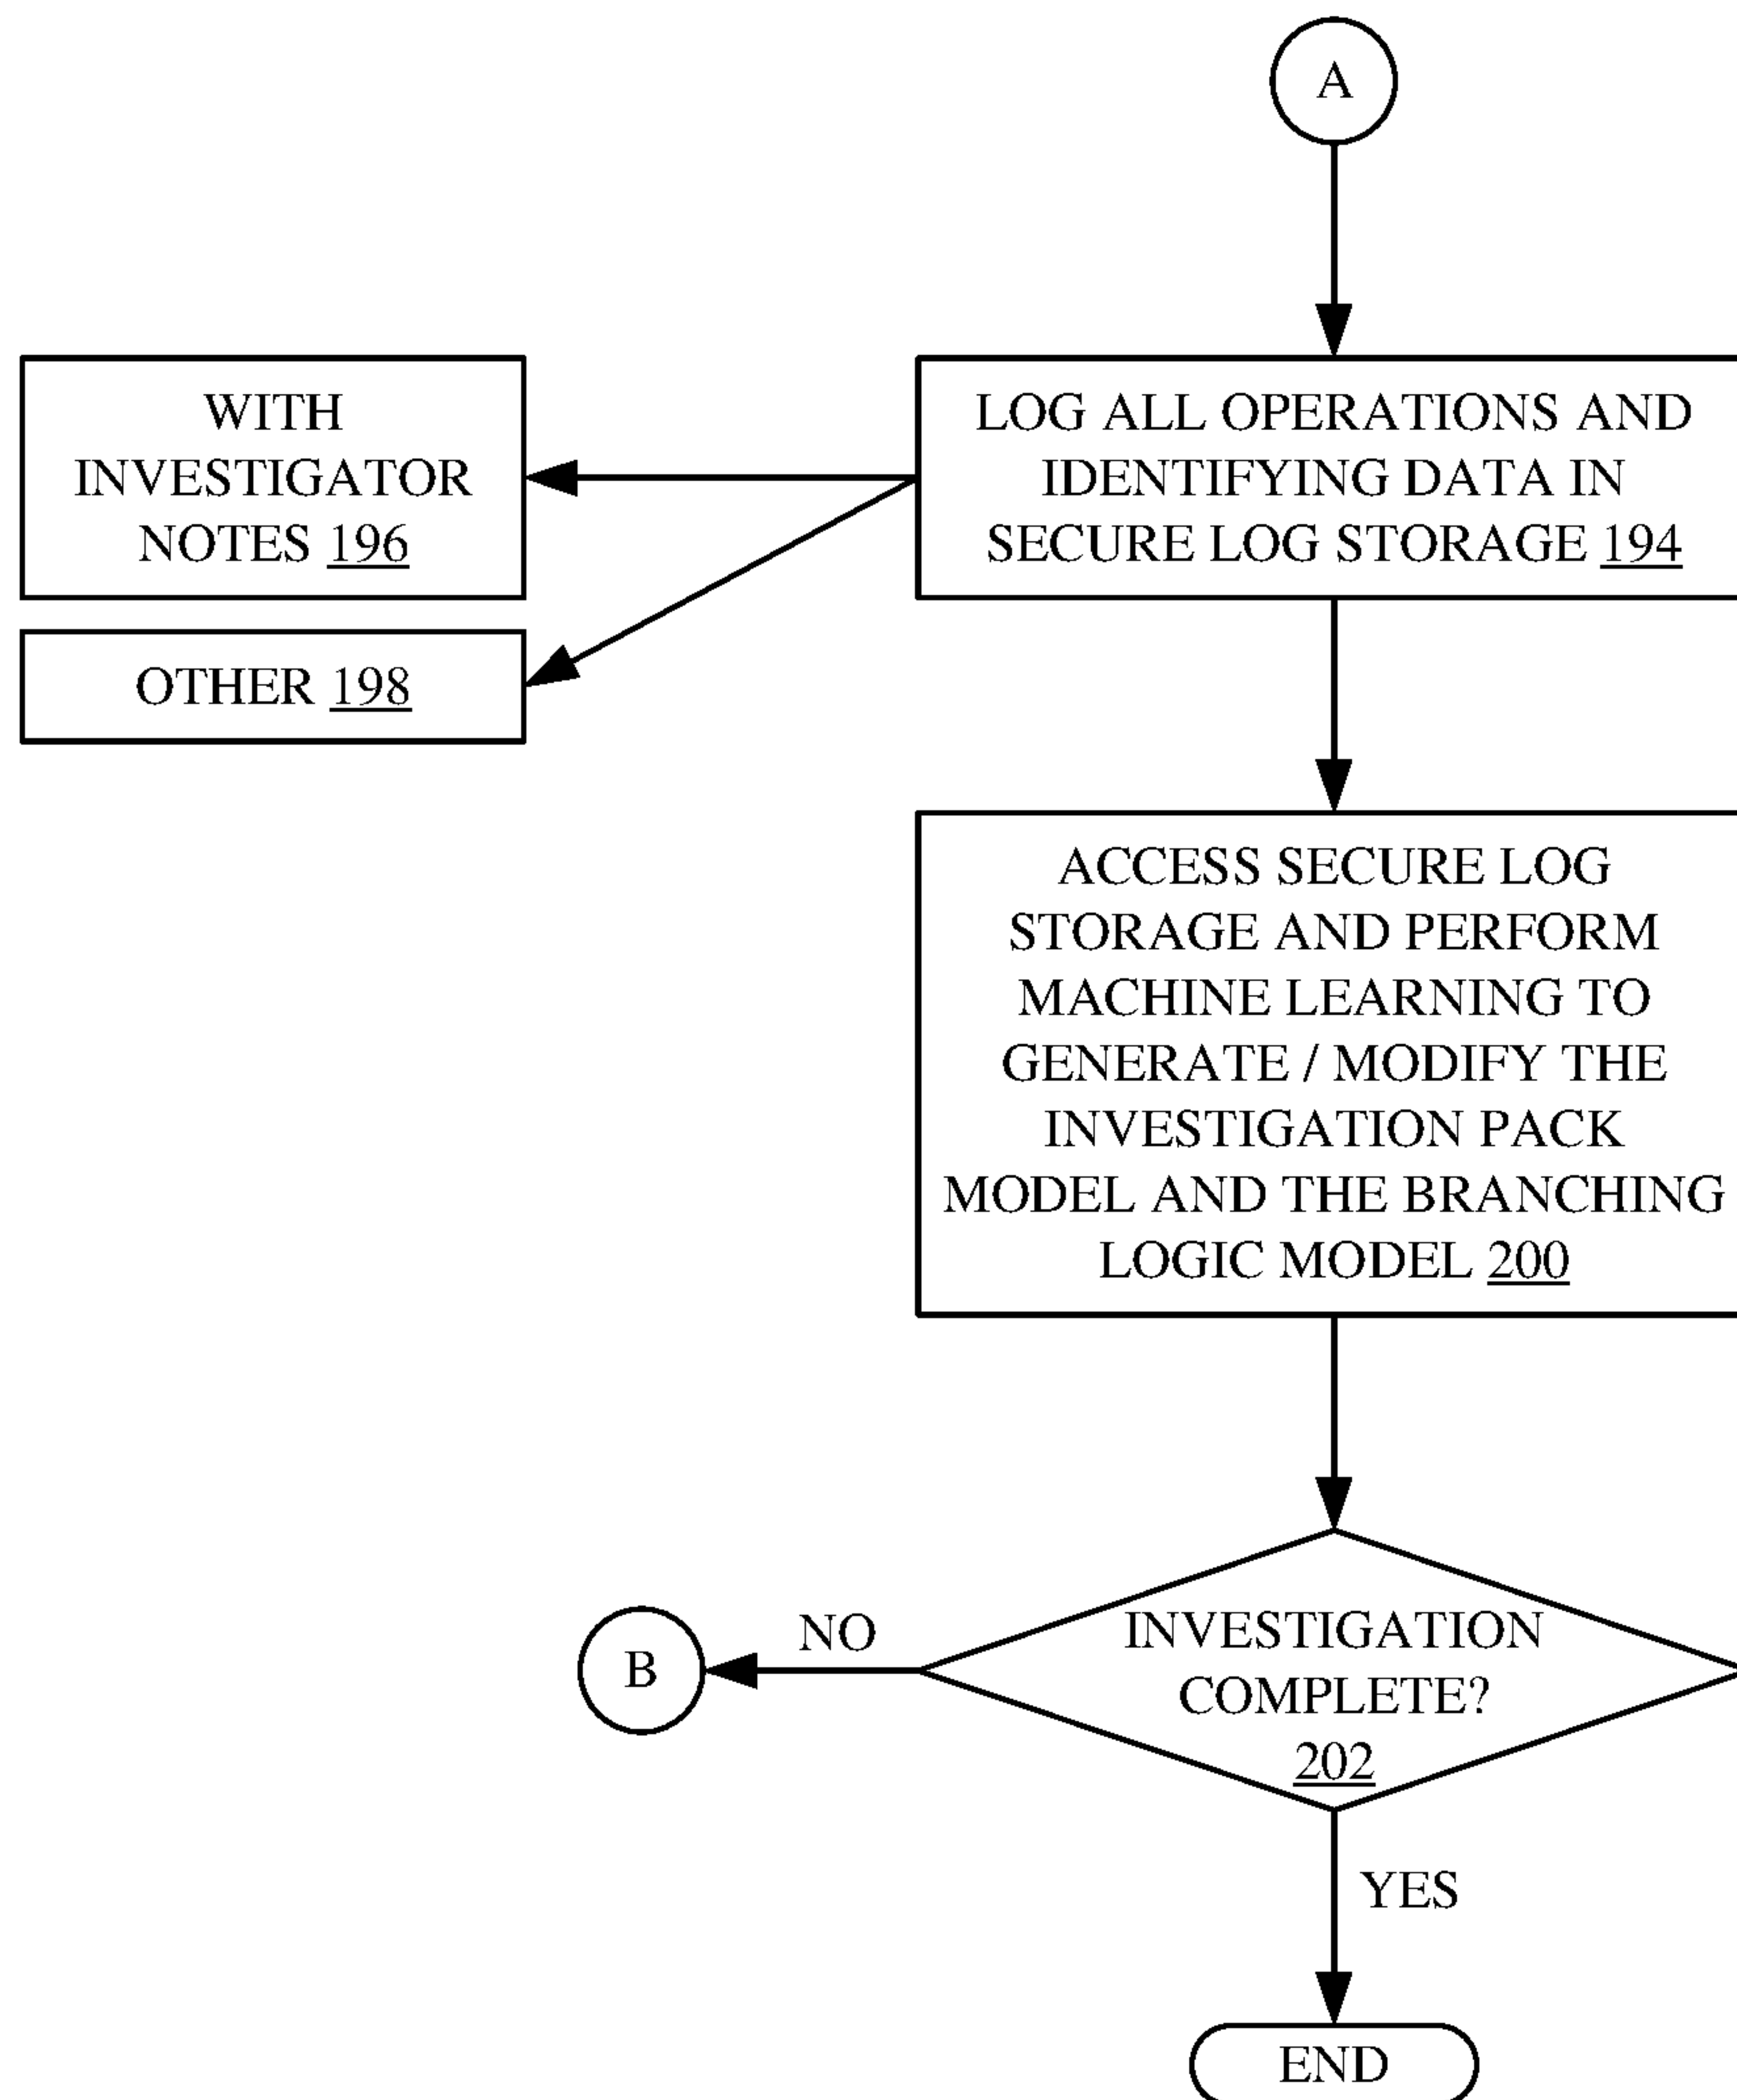 A
WITH
INVESTIGATOR
NOTES 196
LOG ALL OPERATIONS AND
IDENTIFYING DATA IN
SECURE LOG STORAGE 194
OTHER 198
ACCESS SECURE LOG
STORAGE AND PERFORM
MACHINE LEARNING TO
GENERATE / MODIFY THE
INVESTIGATION PACK
MODEL AND THE BRANCHING
LOGIC MODEL 200
B
NO
INVESTIGATION
COMPLETE?
202
YES
END